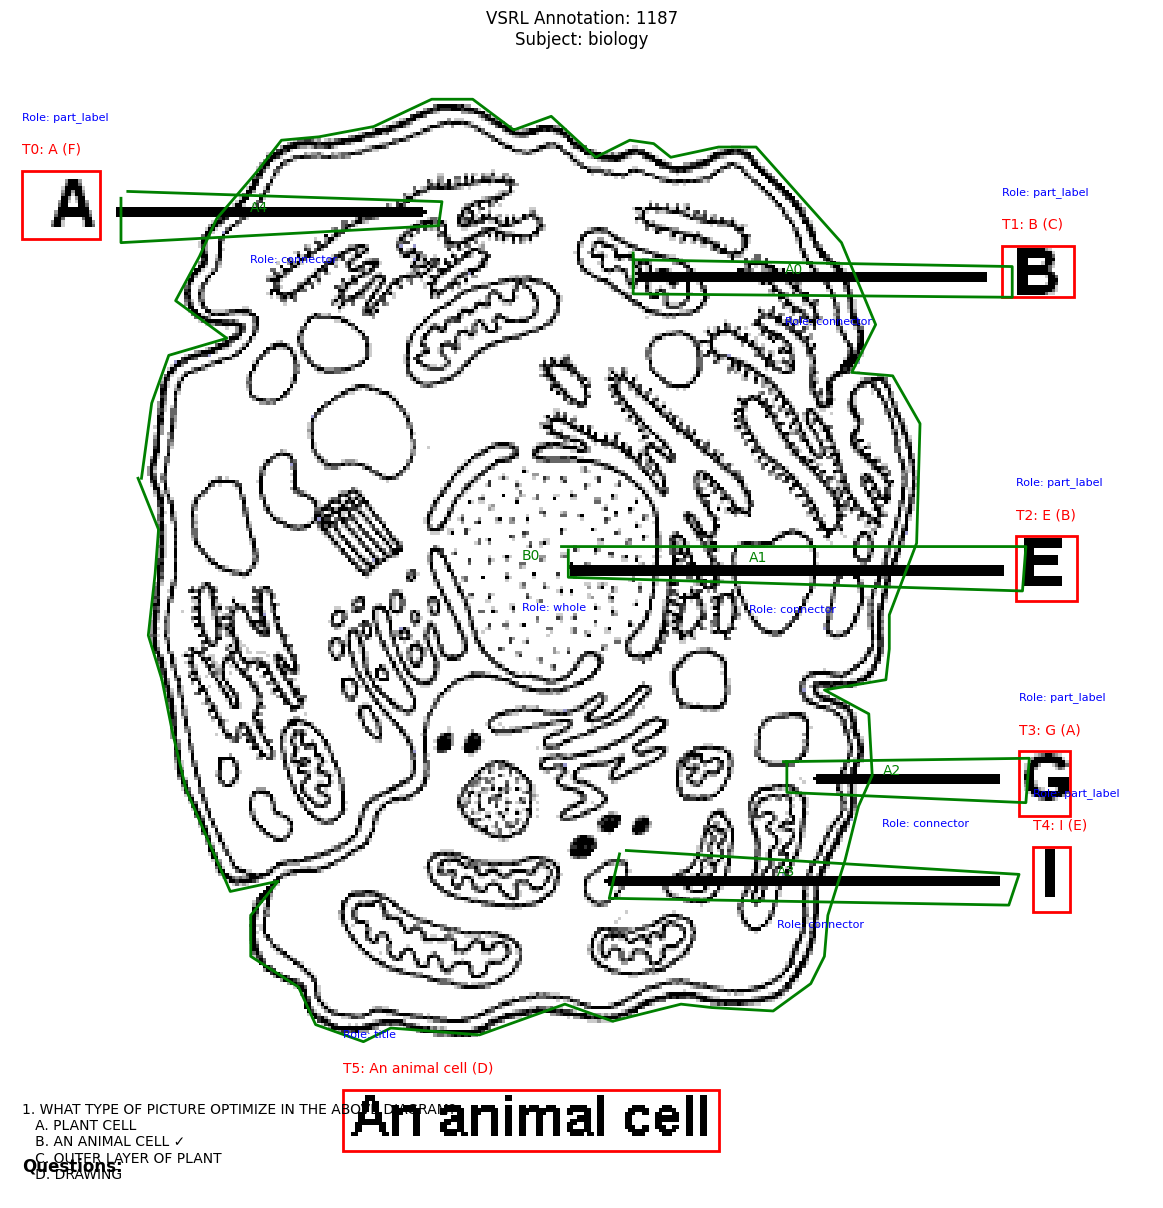 VSRL Annotation: 1187
Subject: biology
Role: part_label
T0: A (F)
A
A4
Role: connector
Role: part_label
T1: B (C)
B
A0
Role: connector
Role: part_label
T2: E (B)
E
B0
A1
Role: whole
Role: connector
Role: part_label
T3: G (A)
G
A2
Role: part_label
Role: connector
T4: I (E)
I
A3
Role: connector
Role: title
T5: An animal cell (D)
An animal cell
1. WHAT TYPE OF PICTURE OPTIMIZE IN THE ABOVE DIAGRAM?
A. PLANT CELL
B. AN ANIMAL CELL ✓
C. OUTER LAYER OF PLANT
Questions:
D. DRAWING